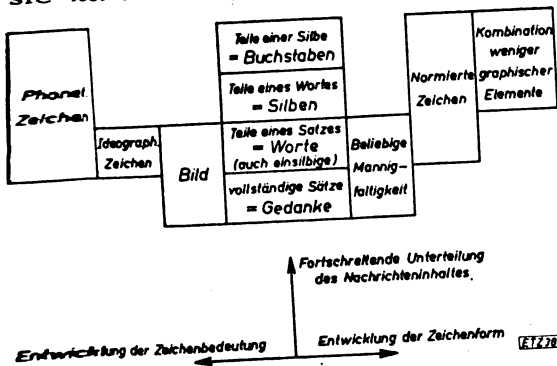 Phonet.
Zeichen
Ideograph.
Zeichen
Bild
Teile einer Silbe
= Buchstaben
Teile eines Wortes
= Silben
Teile eines Satzes
= Worte
(auch einsilbige)
vollständige Sätze
= Gedanke
Beliebige
Mannig-
faltigkeit
Normierte
Zeichen
Kombination
weniger
graphischer
Elemente
Fortschreitende Unterteilung
des Nachrichteninhaltes.
Entwicklung der Zeichenbedeutung
Entwicklung der Zeichenform